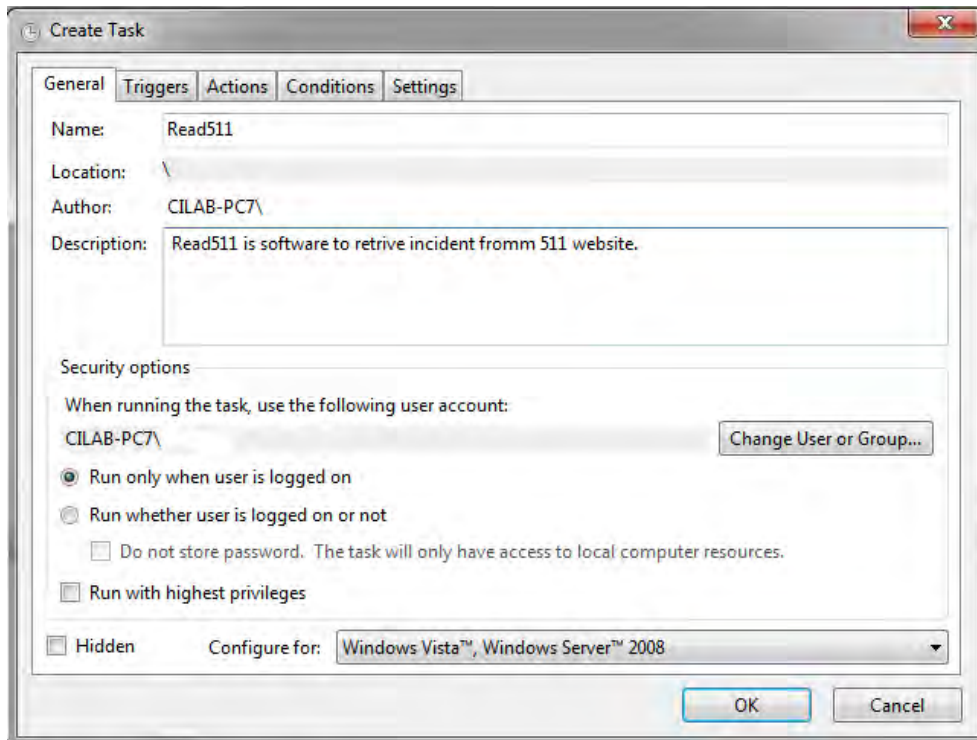 Create Task
General Triggers Actions Conditions Settings
Name: Read511
Location: \
Author: CILAB-PC7\
Description: Read511 is software to retrive incident fromm 511 website.
Security options
When running the task, use the following user account:
CILAB-PC7\ Change User or Group...
Run only when user is logged on
Run whether user is logged on or not
Do not store password. The task will only have access to local computer resources.
Run with highest privileges
Hidden Configure for: Windows Vista™, Windows Server™ 2008
OK Cancel